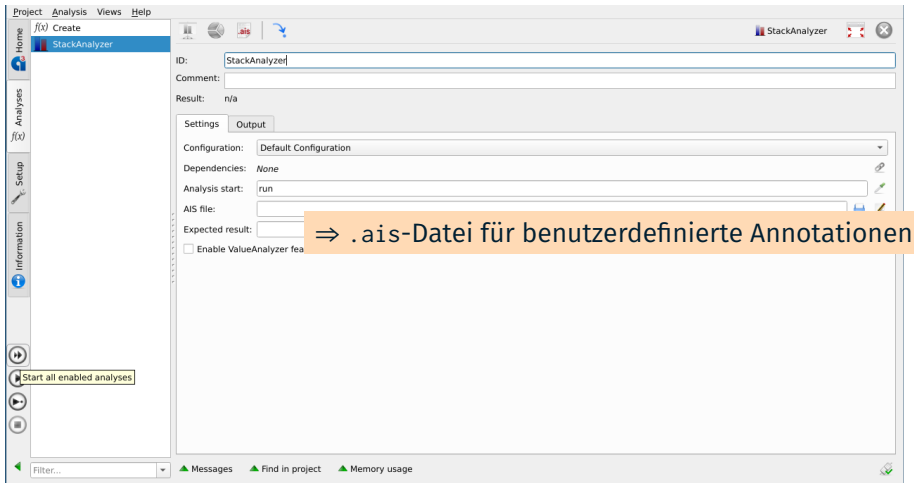 Project Analysis Views Help
Home
Analyses
f(x)
Setup
Information
f(x) Create
StackAnalyzer
.ais
StackAnalyzer
ID: StackAnalyzer
Comment:
Result: n/a
Settings Output
Configuration: Default Configuration
Dependencies: None
Analysis start: run
AIS file:
Expected result:
⇒ .ais-Datei für benutzerdefinierte Annotationen
Enable ValueAnalyzer
Start all enabled analyses
Filter...
Messages Find in project Memory usage